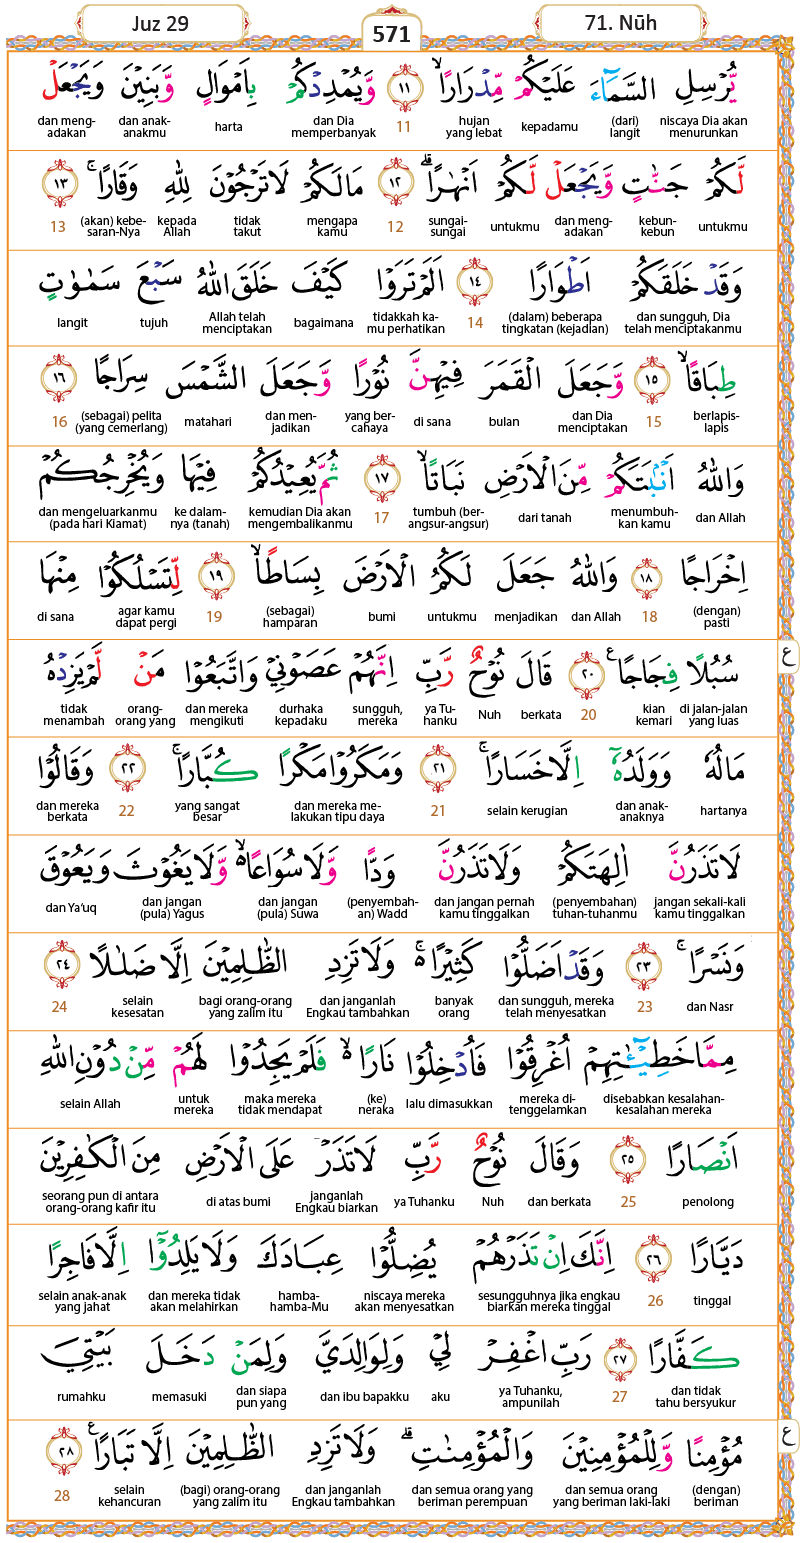 Juz 29
571
71. Nūh
يُّرْسِلِ السَّمَاۤءَ عَلَيْكُمْ مِّدْرَارًاۙ ١١ وَّيُمْدِدْكُمْ بِاَمْوَالٍ وَّبَنِيْنَ وَيَجْعَلْ
niscaya Dia akan menurunkan (dari) langit kepadamu hujan yang lebat 11 dan Dia memperbanyak harta dan anak-anakmu dan meng-adakan
لَّكُمْ جَنّٰتٍ وَّيَجْعَلْ لَّكُمْ اَنْهٰرًاۗ ١٢ مَا لَكُمْ لَا تَرْجُوْنَ لِلّٰهِ وَقَارًاۚ ١٣
untukmu kebun-kebun dan meng-adakan untukmu sungai-sungai 12 mengapa kamu tidak takut kepada Allah (akan) kebe-saran-Nya 13
وَقَدْ خَلَقَكُمْ اَطْوَارًا ١٤ اَلَمْ تَرَوْا كَيْفَ خَلَقَ اللّٰهُ سَبْعَ سَمٰوٰتٍ
dan sungguh, Dia telah menciptakanmu (dalam) beberapa tingkatan (kejadian) 14 tidakkah ka-mu perhatikan bagaimana Allah telah menciptakan tujuh langit
طِبَاقًاۙ ١٥ وَّجَعَلَ الْقَمَرَ فِيْهِنَّ نُوْرًا وَّجَعَلَ الشَّمْسَ سِرَاجًا ١٦
berlapis-lapis 15 dan Dia menciptakan bulan di sana yang ber-cahaya dan men-jadikan matahari (sebagai) pelita (yang cemerlang) 16
وَاللّٰهُ اَنْۢبَتَكُمْ مِّنَ الْاَرْضِ نَبَاتًاۙ ١٧ ثُمَّ يُعِيْدُكُمْ فِيْهَا وَيُخْرِجُكُمْ
dan Allah menumbuh-kan kamu dari tanah tumbuh (ber-angsur-angsur) 17 kemudian Dia akan mengembalikanmu ke dalam-nya (tanah) dan mengeluarkanmu (pada hari Kiamat)
اِخْرَاجًا ١٨ وَاللّٰهُ جَعَلَ لَكُمُ الْاَرْضَ بِسَاطًاۙ ١٩ لِّتَسْلُكُوْا مِنْهَا
(dengan) pasti 18 dan Allah menjadikan untukmu bumi (sebagai) hamparan 19 agar kamu dapat pergi di sana
سُبُلًا فِجَاجًاࣖ ٢٠ قَالَ نُوْحٌ رَّبِّ اِنَّهُمْ عَصَوْنِيْ وَاتَّبَعُوْا مَنْ لَّمْ يَزِدْهُ
ع
di jalan-jalan yang luas kian kemari 20 berkata Nuh ya Tu-hanku sungguh, mereka durhaka kepadaku dan mereka mengikuti orang-orang yang tidak menambah
مَالُهٗ وَوَلَدُهٗٓ اِلَّا خَسَارًاۚ ٢١ وَمَكَرُوْا مَكْرًا كُبَّارًاۚ ٢٢ وَقَالُوْا
hartanya dan anak-anaknya selain kerugian 21 dan mereka me-lakukan tipu daya yang sangat besar 22 dan mereka berkata
لَا تَذَرُنَّ اٰلِهَتَكُمْ وَلَا تَذَرُنَّ وَدًّا وَّلَا سُوَاعًا ەۙ وَّلَا يَغُوْثَ وَيَعُوْقَ
jangan sekali-kali kamu tinggalkan (penyembahan) tuhan-tuhanmu dan jangan pernah kamu tinggalkan (penyembah-an) Wadd dan jangan (pula) Suwa dan jangan (pula) Yagus dan Ya'uq
وَنَسْرًاۚ ٢٣ وَقَدْ اَضَلُّوْا كَثِيْرًا ەۚ وَلَا تَزِدِ الظّٰلِمِيْنَ اِلَّا ضَلٰلًا ٢٤
dan Nasr 23 dan sungguh, mereka telah menyesatkan banyak orang dan janganlah Engkau tambahkan bagi orang-orang yang zalim itu selain kesesatan 24
مِمَّا خَطِيْۤـٰٔتِهِمْ اُغْرِقُوْا فَاُدْخِلُوْا نَارًا ەۙ فَلَمْ يَجِدُوْا لَهُمْ مِّنْ دُوْنِ اللّٰهِ
disebabkan kesalahan-kesalahan mereka mereka di-tenggelamkan lalu dimasukkan (ke) neraka maka mereka tidak mendapat untuk mereka selain Allah
اَنْصَارًا ٢٥ وَقَالَ نُوْحٌ رَّبِّ لَا تَذَرْ عَلَى الْاَرْضِ مِنَ الْكٰفِرِيْنَ
penolong 25 dan berkata Nuh ya Tuhanku janganlah Engkau biarkan di atas bumi seorang pun di antara orang-orang kafir itu
دَيَّارًا ٢٦ اِنَّكَ اِنْ تَذَرْهُمْ يُضِلُّوْا عِبَادَكَ وَلَا يَلِدُوْٓا اِلَّا فَاجِرًا
tinggal 26 sesungguhnya jika engkau biarkan mereka tinggal niscaya mereka akan menyesatkan hamba-hamba-Mu dan mereka tidak akan melahirkan selain anak-anak yang jahat
كَفَّارًا ٢٧ رَبِّ اغْفِرْ لِيْ وَلِوَالِدَيَّ وَلِمَنْ دَخَلَ بَيْتِيَ
dan tidak tahu bersyukur 27 ya Tuhanku, ampunilah aku dan ibu bapakku dan siapa pun yang memasuki rumahku
مُؤْمِنًا وَّلِلْمُؤْمِنِيْنَ وَالْمُؤْمِنٰتِۗ وَلَا تَزِدِ الظّٰلِمِيْنَ اِلَّا تَبَارًاࣖ ٢٨
ع
(dengan) beriman dan semua orang yang beriman laki-laki dan semua orang yang beriman perempuan dan janganlah Engkau tambahkan (bagi) orang-orang yang zalim itu selain kehancuran 28